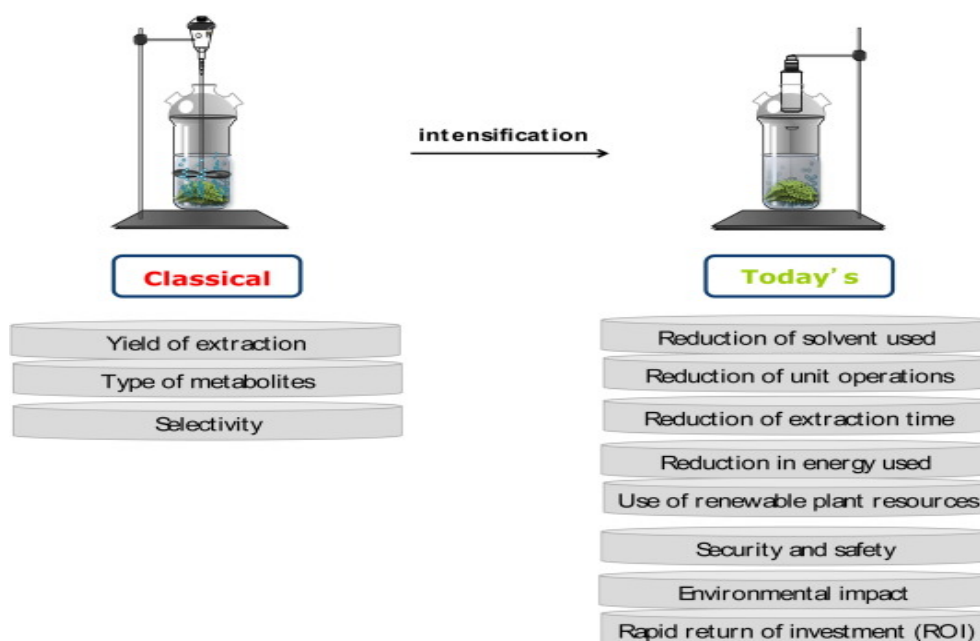 intensification
Classical
Yield of extraction
Type of metabolites
Selectivity
Today's
Reduction of solvent used
Reduction of unit operations
Reduction of extraction time
Reduction in energy used
Use of renewable plant resources
Security and safety
Environmental impact
Rapid return of investment (ROI)